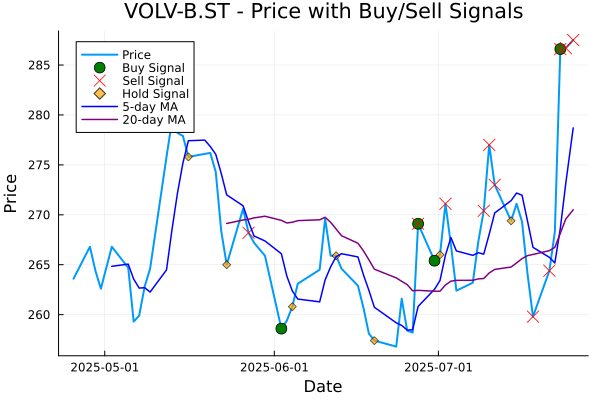 VOLV-B.ST - Price with Buy/Sell Signals
Price
Buy Signal
Sell Signal
Hold Signal
5-day MA
20-day MA
285
280
275
270
265
260
Price
2025-05-01
2025-06-01
2025-07-01
Date